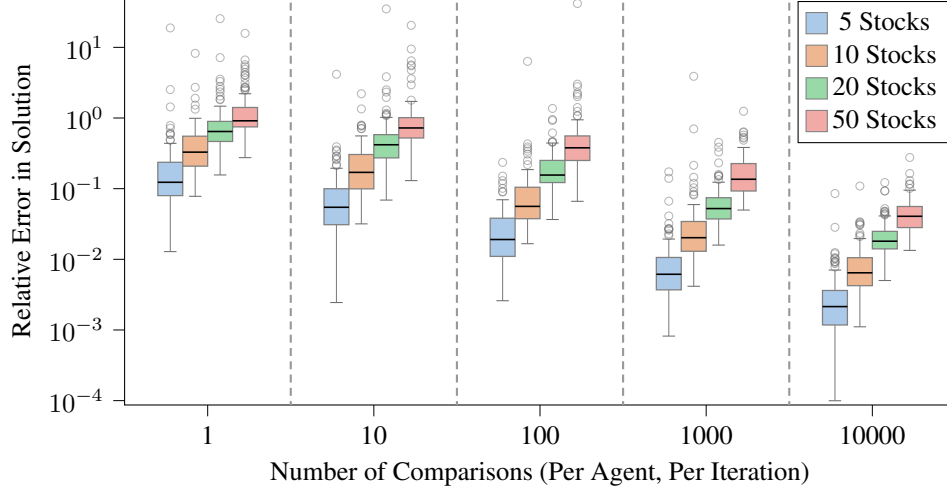 Relative Error in Solution
10^1
10^0
10^−1
10^−2
10^−3
10^−4
1
10
100
1000
10000
Number of Comparisons (Per Agent, Per Iteration)
5 Stocks
10 Stocks
20 Stocks
50 Stocks